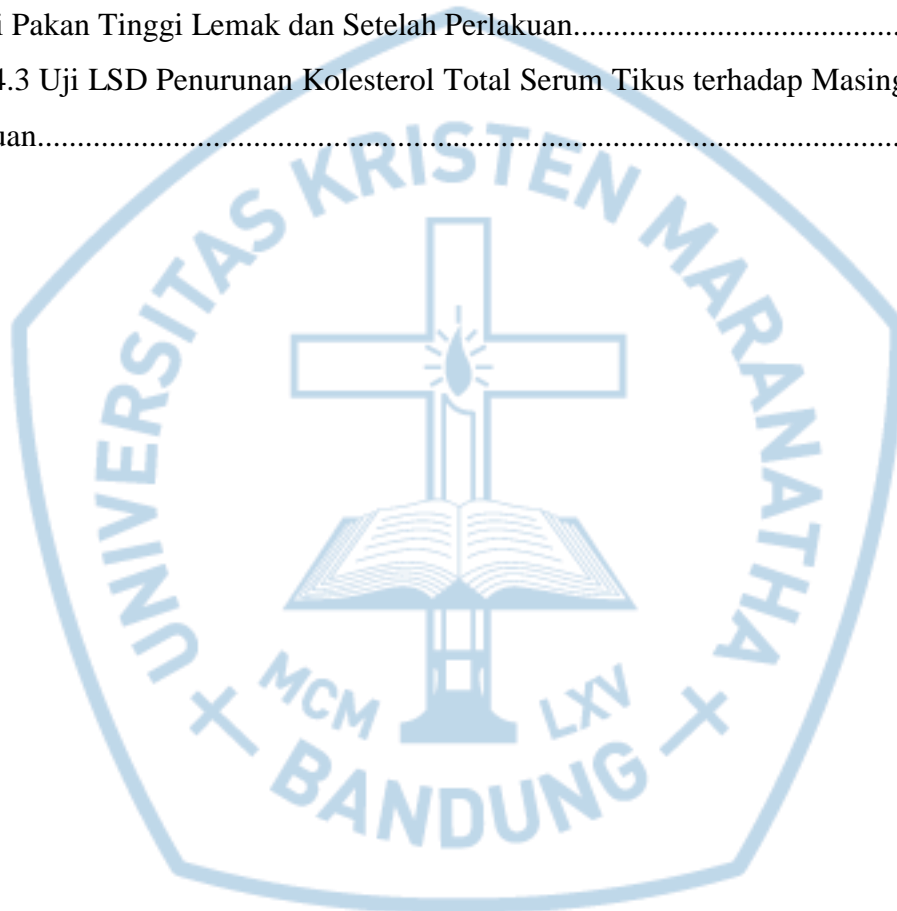 i Pakan Tinggi Lemak dan Setelah Perlakuan............................................................
4.3 Uji LSD Penurunan Kolesterol Total Serum Tikus terhadap Masing
uan..........................................................................................................................................
UNIVERSITAS KRISTEN MARANATHA
MCM LXV
BANDUNG